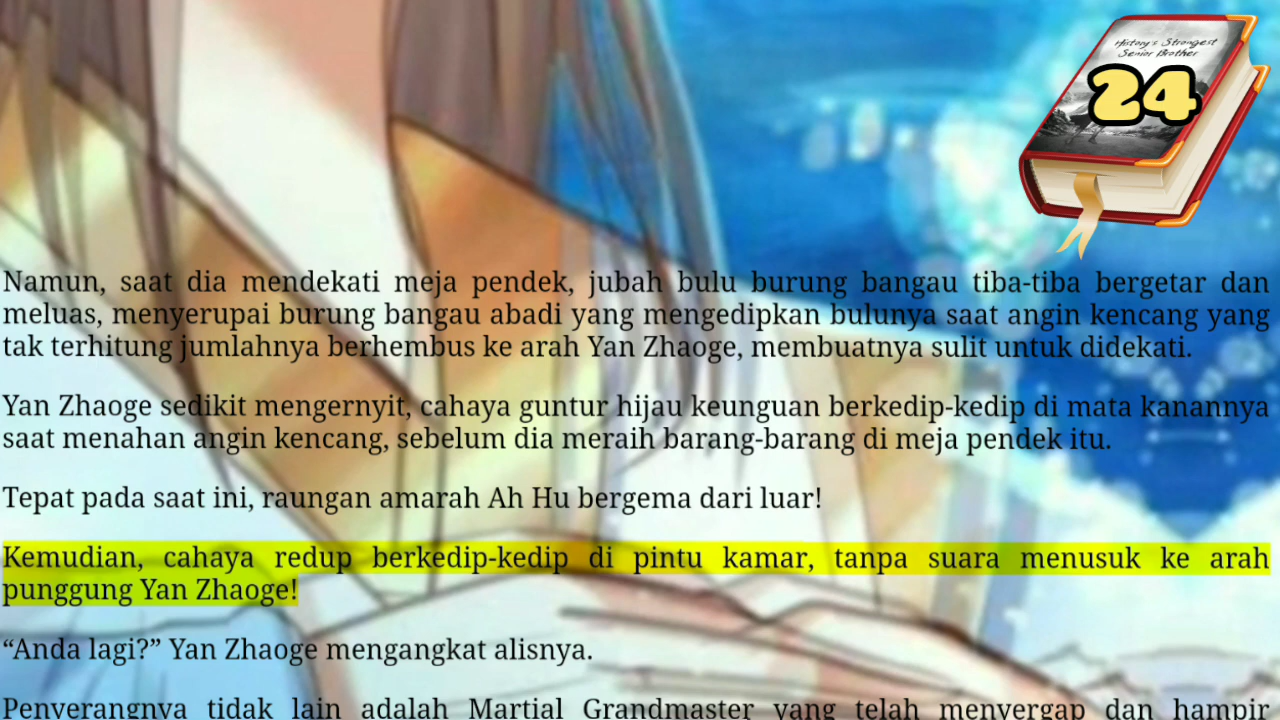 History's Strongest
Senior Brother
24
Namun, saat dia mendekati meja pendek, jubah bulu burung bangau tiba-tiba bergetar dan
meluas, menyerupai burung bangau abadi yang mengedipkan bulunya saat angin kencang yang
tak terhitung jumlahnya berhembus ke arah Yan Zhaoge, membuatnya sulit untuk didekati.
Yan Zhaoge sedikit mengernyit, cahaya guntur hijau keunguan berkedip-kedip di mata kanannya
saat menahan angin kencang, sebelum dia meraih barang-barang di meja pendek itu.
Tepat pada saat ini, raungan amarah Ah Hu bergema dari luar!
Kemudian, cahaya redup berkedip-kedip di pintu kamar, tanpa suara menusuk ke arah
punggung Yan Zhaoge!
“Anda lagi?” Yan Zhaoge mengangkat alisnya.
Penyerangnya tidak lain adalah Martial Grandmaster yang telah menyergap dan hampir